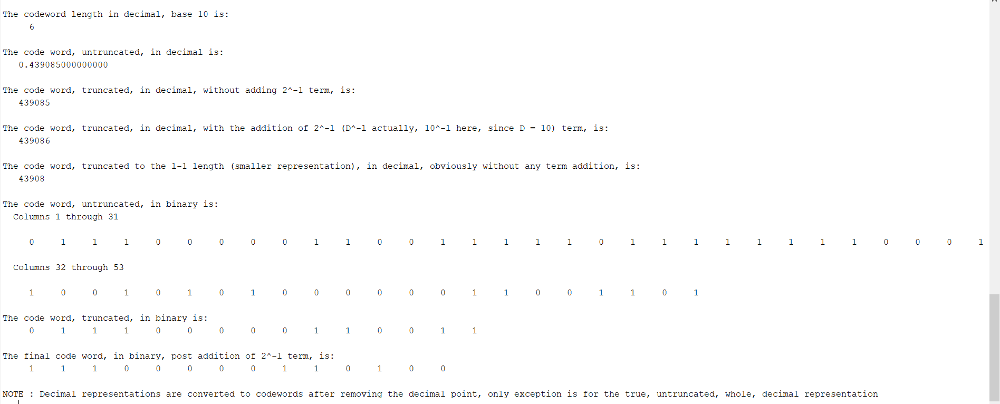 The codeword length in decimal, base 10 is:
6
The code word, untruncated, in decimal is:
0.439085000000000
The code word, truncated, in decimal, without adding 2^-1 term, is:
439085
The code word, truncated, in decimal, with the addition of 2^-l (D^-l actually, 10^-l here, since D = 10) term, is:
439086
The code word, truncated to the l-1 length (smaller representation), in decimal, obviously without any term addition, is:
43908
The code word, untruncated, in binary is:
Columns 1 through 31
0 1 1 1 0 0 0 0 0 1 1 0 0 1 1 1 1 1 0 1 1 1 1 1 1 1 1 0 0 0 1
Columns 32 through 53
1 0 0 1 0 1 0 1 0 0 0 0 0 0 1 1 0 0 1 1 0 1
The code word, truncated, in binary is:
0 1 1 1 0 0 0 0 0 1 1 0 0 1 1
The final code word, in binary, post addition of 2^-l term, is:
1 1 1 0 0 0 0 0 1 1 0 1 0 0
NOTE : Decimal representations are converted to codewords after removing the decimal point, only exception is for the true, untruncated, whole, decimal representation